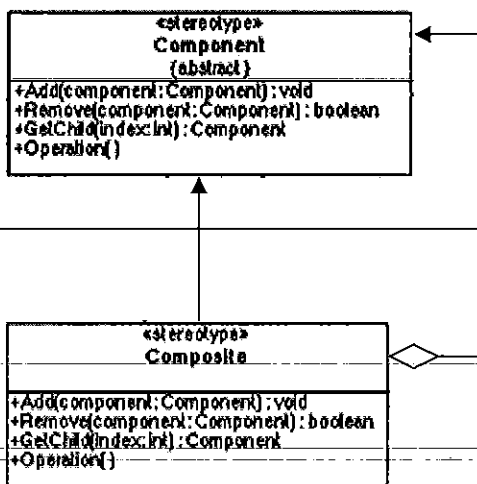 «stereotype»
Component
{abstract}
+Add(component:Component):void
+Remove(component:Component):boolean
+GetChild(index:Int):Component
+Operation()
«stereotype»
Composite
+Add(component:Component):void
+Remove(component:Component):boolean
+GetChild(index:Int):Component
+Operation()